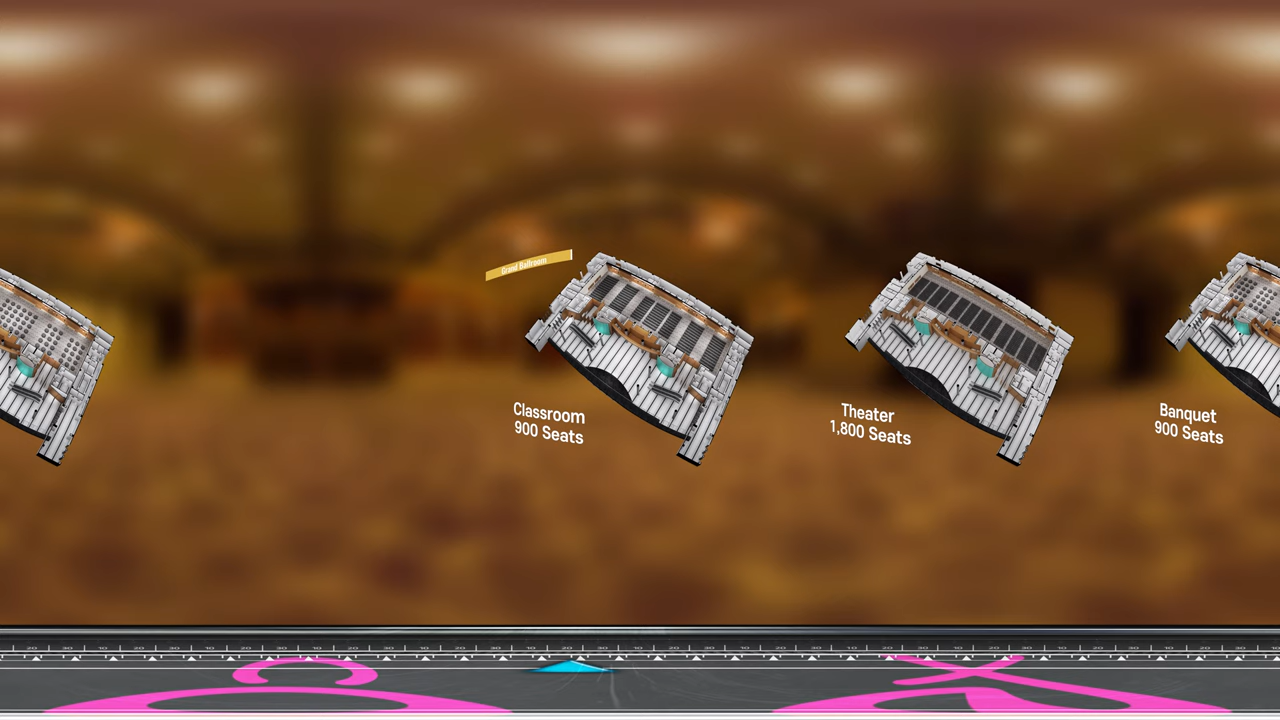 Grand Ballroom
Classroom
900 Seats
Theater
1,800 Seats
Banquet
900 Seats